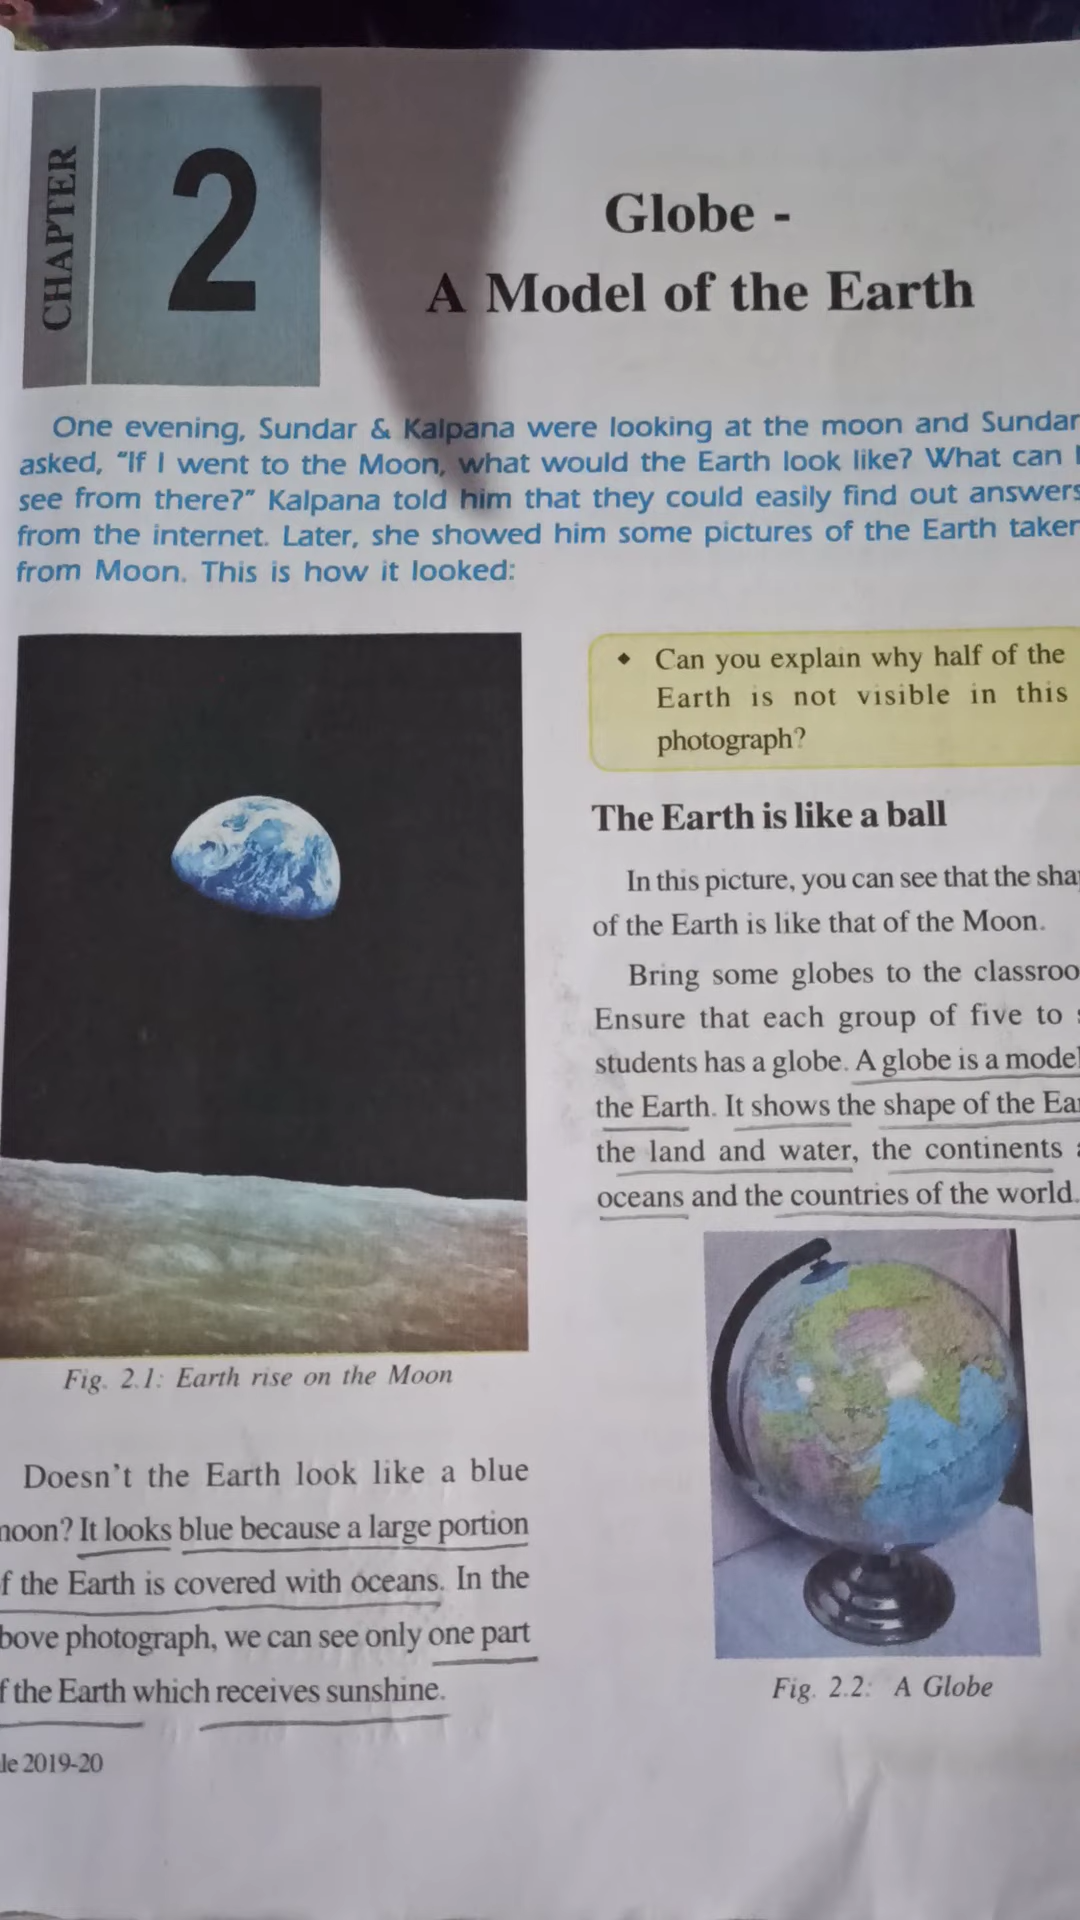 CHAPTER
2
Globe -
A Model of the Earth
One evening, Sundar & Kalpana were looking at the moon and Sundar
asked, “If I went to the Moon, what would the Earth look like? What can I
see from there?” Kalpana told him that they could easily find out answers
from the internet. Later, she showed him some pictures of the Earth taken
from Moon. This is how it looked:
Fig. 2.1: Earth rise on the Moon
Doesn’t the Earth look like a blue
moon? It looks blue because a large portion
of the Earth is covered with oceans. In the
above photograph, we can see only one part
of the Earth which receives sunshine.
2019-20
◆ Can you explain why half of the
Earth is not visible in this
photograph?
The Earth is like a ball
In this picture, you can see that the
of the Earth is like that of the Moon.
Bring some globes to the
Ensure that each group of five to
students has a globe. A globe is a model
the Earth. It shows the shape of the
the land and water, the continents
oceans and the countries of the world.
Fig. 2.2: A Globe